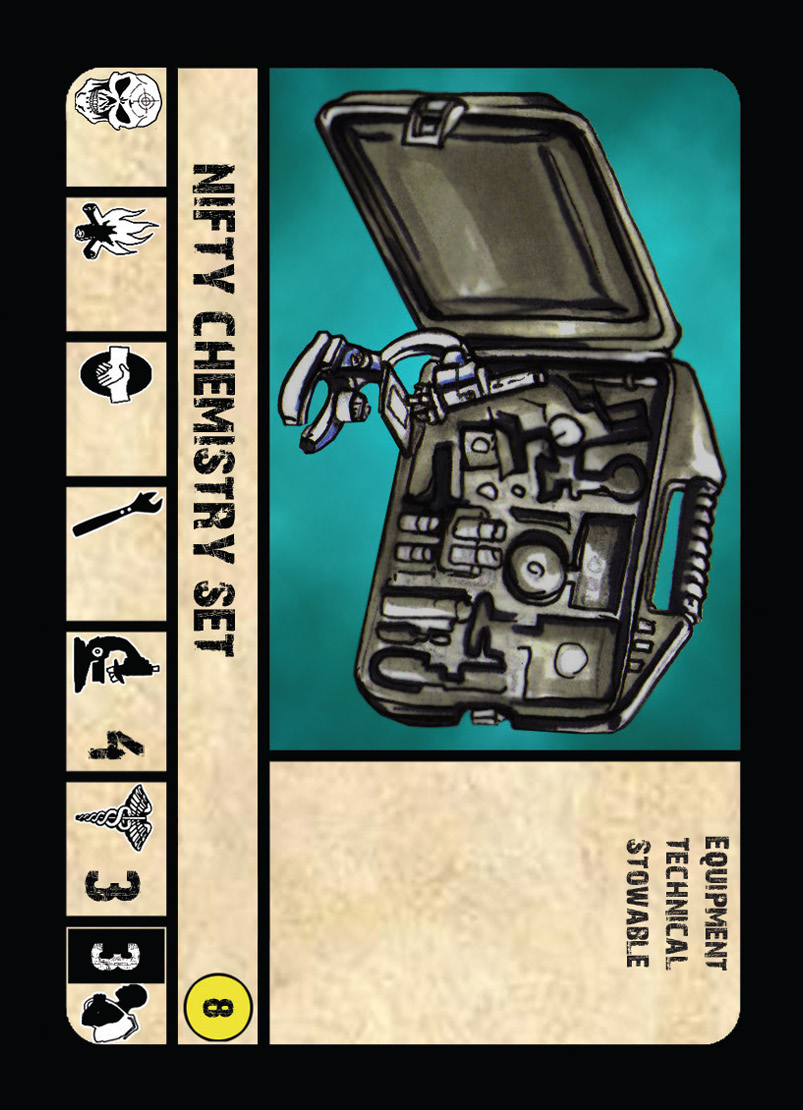 EQUIPMENT
TECHNICAL
STOWABLE
NIFTY CHEMISTRY SET
8
4
3
3